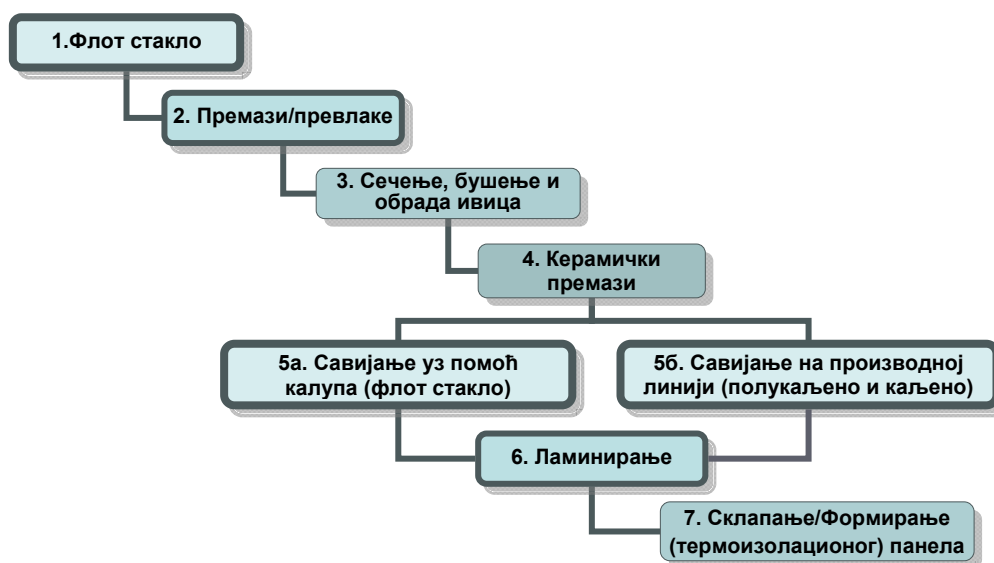 1.Флот стакло
2. Премази/превлаке
3. Сечење, бушење и
обрада ивица
4. Керамички
премази
5а. Савијање уз помоћ
калупа (флот стакло)
5б. Савијање на производној
линији (полукаљено и каљено)
6. Ламинирање
7. Склапање/Формирање
(термоизолационог) панела